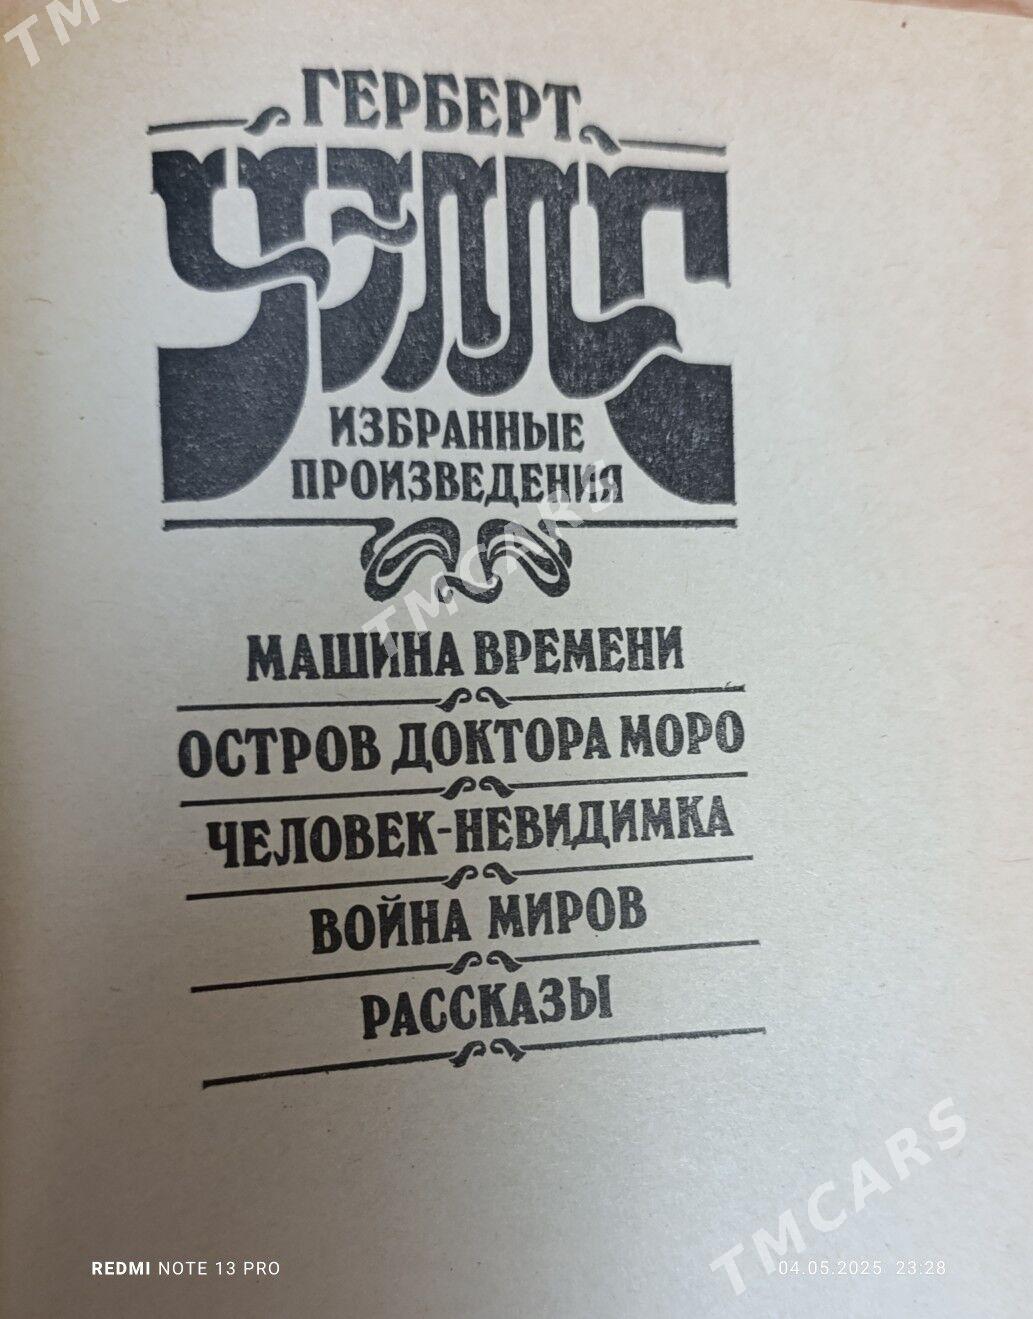 TMCARS
ГЕРБЕРТ
УЭЛЛС
ИЗБРАННЫЕ
ПРОИЗВЕДЕНИЯ
TMCARS
МАШИНА ВРЕМЕНИ
ОСТРОВ ДОКТОРА МОРО
ЧЕЛОВЕК-НЕВИДИМКА
ВОЙНА МИРОВ
РАССКАЗЫ
TMCARS
REDMI NOTE 13 PRO
04.05.2025 23:28